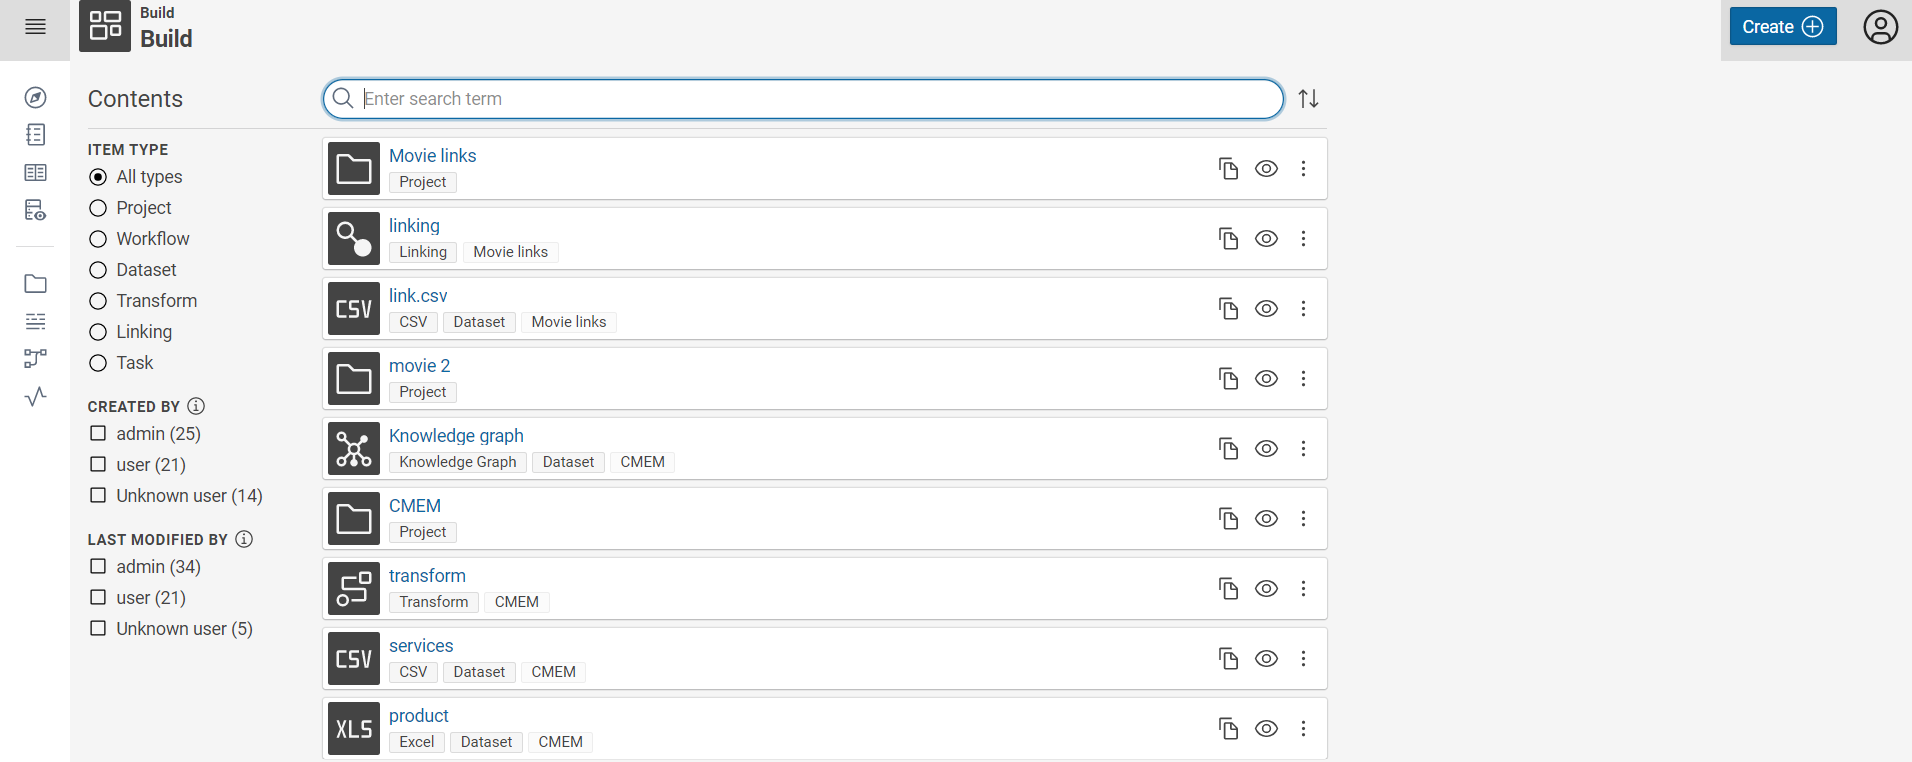 Build
Build
Create
Contents
Enter search term
ITEM TYPE
All types
Project
Workflow
Dataset
Transform
Linking
Task
CREATED BY
admin (25)
user (21)
Unknown user (14)
LAST MODIFIED BY
admin (34)
user (21)
Unknown user (5)
Movie links
Project
linking
Linking Movie links
CSV
link.csv
CSV Dataset Movie links
movie 2
Project
Knowledge graph
Knowledge Graph Dataset CMEM
CMEM
Project
transform
Transform CMEM
CSV
services
CSV Dataset CMEM
XLS
product
Excel Dataset CMEM